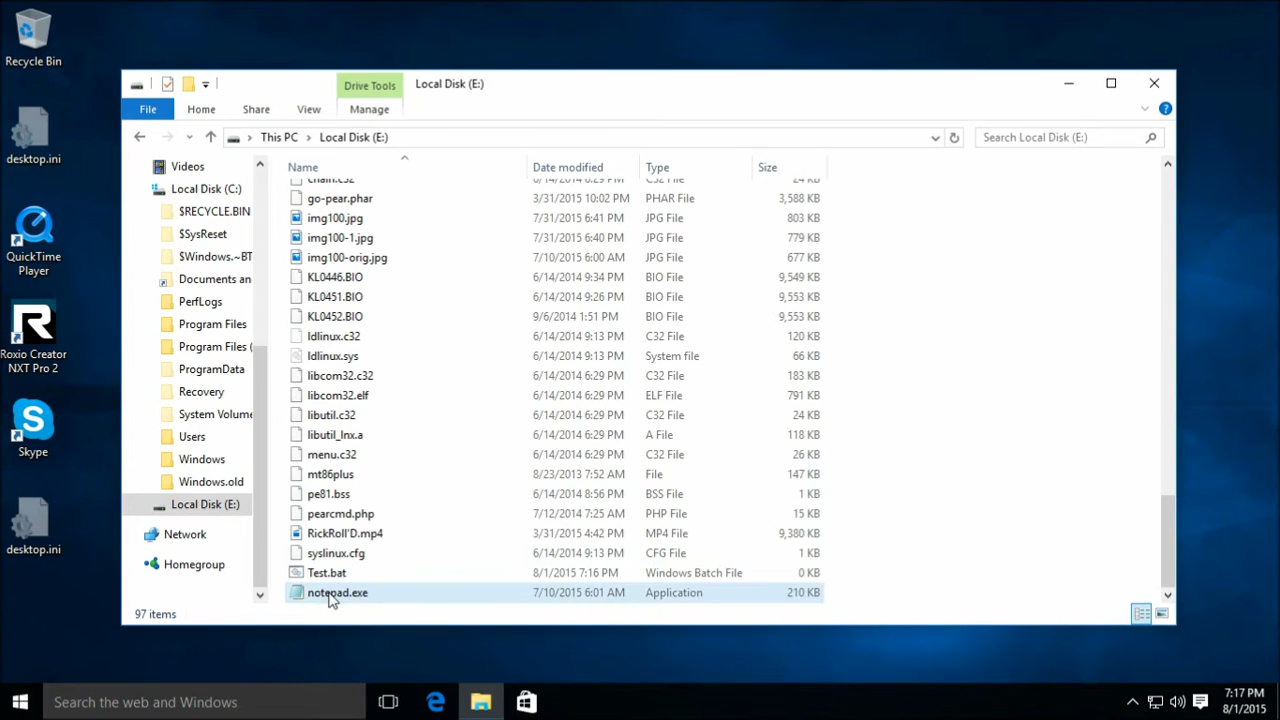 Recycle Bin
desktop.ini
QuickTime
Player
Roxio Creator
NXT Pro 2
Skype
desktop.ini
Drive Tools
Local Disk (E:)
File
Home
Share
View
Manage
This PC
Local Disk (E:)
Search Local Disk (E:)
Videos
Local Disk (C:)
$RECYCLE.BIN
$SysReset
$Windows.~BT
Documents an
PerfLogs
Program Files
Program Files (
ProgramData
Recovery
System Volume
Users
Windows
Windows.old
Local Disk (E:)
Network
Homegroup
Name Date modified Type Size
chain.c32 6/14/2014 6:29 PM C32 File 24 KB
go-pear.phar 3/31/2015 10:02 PM PHAR File 3,588 KB
img100.jpg 7/31/2015 6:41 PM JPG File 803 KB
img100-1.jpg 7/31/2015 6:40 PM JPG File 779 KB
img100-orig.jpg 7/10/2015 6:00 AM JPG File 677 KB
KL0446.BIO 6/14/2014 9:34 PM BIO File 9,549 KB
KL0451.BIO 6/14/2014 9:26 PM BIO File 9,553 KB
KL0452.BIO 9/6/2014 1:51 PM BIO File 9,553 KB
ldlinux.c32 6/14/2014 9:13 PM C32 File 120 KB
ldlinux.sys 6/14/2014 9:13 PM System file 66 KB
libcom32.c32 6/14/2014 6:29 PM C32 File 183 KB
libcom32.elf 6/14/2014 6:29 PM ELF File 791 KB
libutil.c32 6/14/2014 6:29 PM C32 File 24 KB
libutil_lnx.a 6/14/2014 6:29 PM A File 118 KB
menu.c32 6/14/2014 6:29 PM C32 File 26 KB
mt86plus 8/23/2013 7:52 AM File 147 KB
pe81.bss 6/14/2014 8:56 PM BSS File 1 KB
pearcmd.php 7/12/2014 7:25 AM PHP File 15 KB
RickRoll'D.mp4 3/31/2015 4:42 PM MP4 File 9,380 KB
syslinux.cfg 6/14/2014 9:13 PM CFG File 1 KB
Test.bat 8/1/2015 7:16 PM Windows Batch File 0 KB
notepad.exe 7/10/2015 6:01 AM Application 210 KB
97 items
Search the web and Windows
7:17 PM
8/1/2015